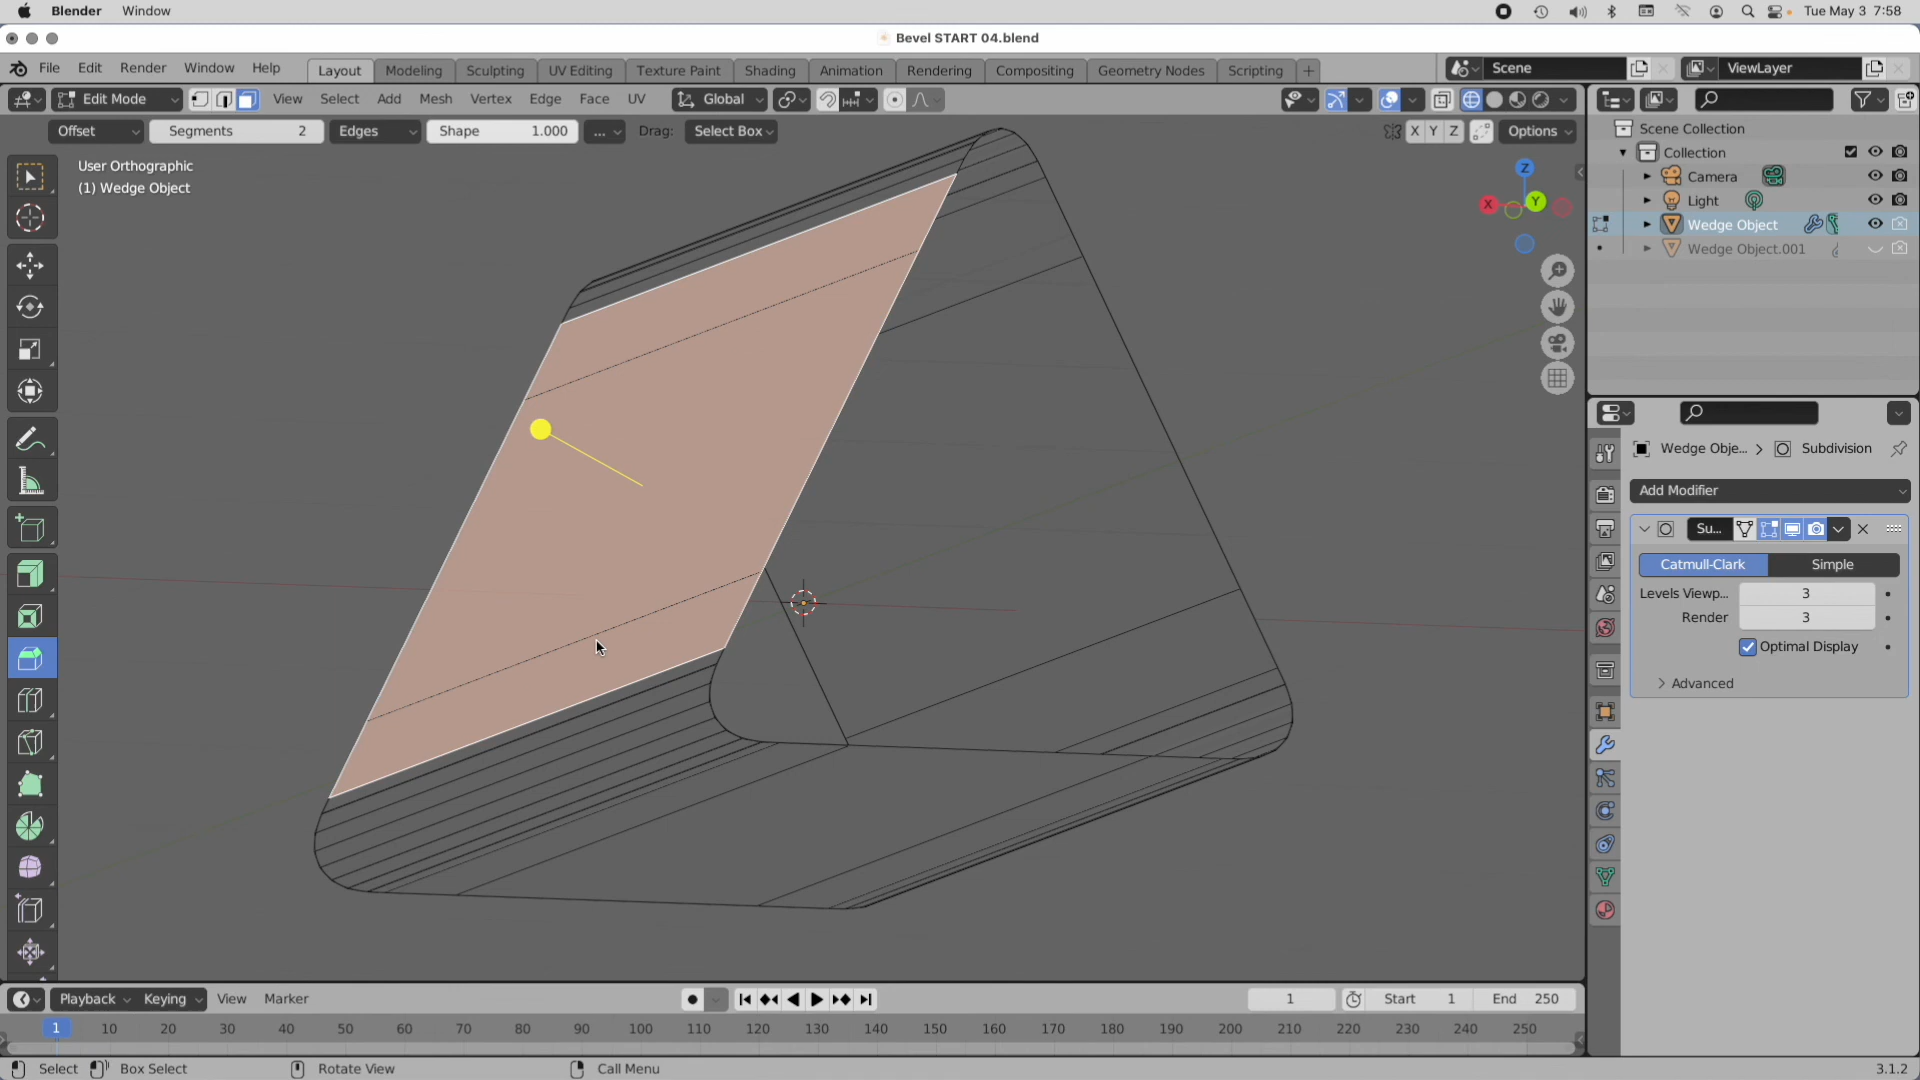 Blender Window Tue May 3 7:58
Bevel START 04.blend
File Edit Render Window Help Layout Modeling Sculpting UV Editing Texture Paint Shading Animation Rendering Compositing Geometry Nodes Scripting + Scene ViewLayer
Edit Mode View Select Add Mesh Vertex Edge Face UV Global
Offset Segments 2 Edges Shape 1.000 ... Drag: Select Box X Y Z Options
User Orthographic
(1) Wedge Object
Z
X Y
Scene Collection
Collection
Camera
Light
Wedge Object
Wedge Object.001
Wedge Obje... Subdivision
Add Modifier
Su...
Catmull-Clark Simple
Levels Viewp... 3
Render 3
Optimal Display
Advanced
Playback Keying View Marker 1 Start 1 End 250
1 10 20 30 40 50 60 70 80 90 100 110 120 130 140 150 160 170 180 190 200 210 220 230 240 250
Select Box Select Rotate View Call Menu 3.1.2